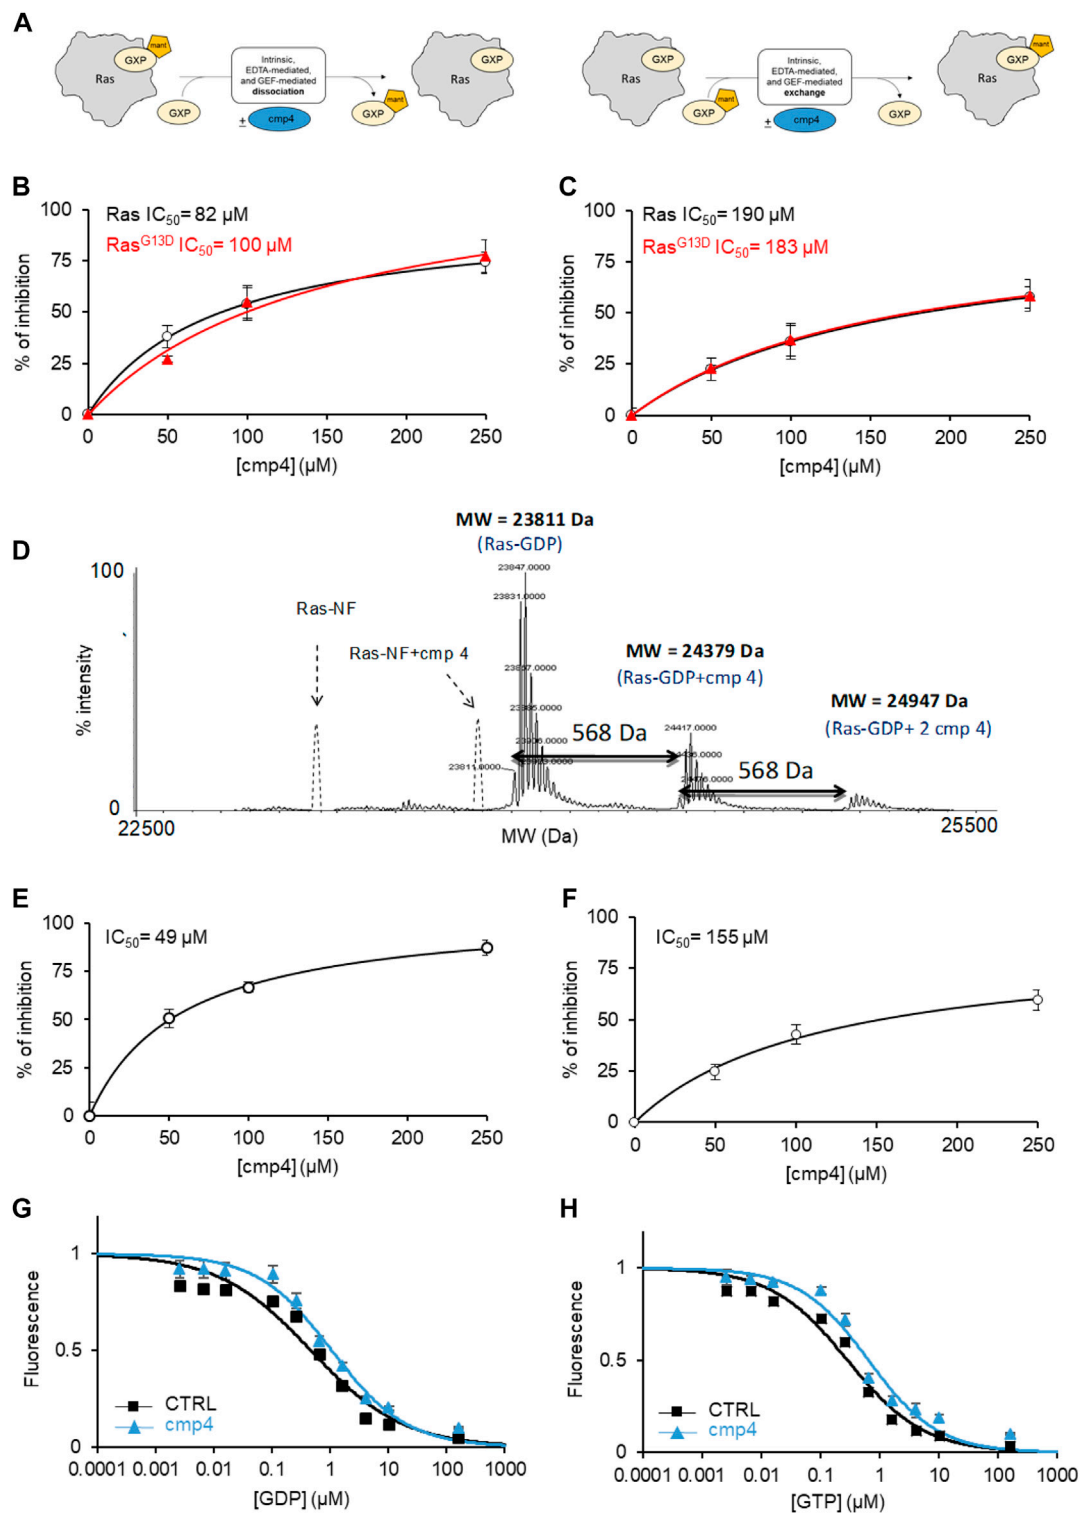 A
mant
GXP
Ras
Intrinsic,
EDTA-mediated,
and GEF-mediated
dissociation
GXP
± cmp4
mant
GXP
GXP
Ras
GXP
Ras
mant
GXP
Intrinsic,
EDTA-mediated,
and GEF-mediated
exchange
± cmp4
GXP
mant
GXP
Ras
B
Ras IC50= 82 µM
RasG13D IC50= 100 µM
% of inhibition
100
75
50
25
0
0 50 100 150 200 250
[cmp4] (µM)
C
Ras IC50= 190 µM
RasG13D IC50= 183 µM
% of inhibition
100
75
50
25
0
0 50 100 150 200 250
[cmp4] (µM)
D
MW = 23811 Da
(Ras-GDP)
100
% intensity
0
Ras-NF
Ras-NF+cmp 4
23847.0000
23831.0000
23811.0000
568 Da
MW = 24379 Da
(Ras-GDP+cmp 4)
24417.0000
568 Da
MW = 24947 Da
(Ras-GDP+ 2 cmp 4)
22500
25500
MW (Da)
E
IC50= 49 µM
% of inhibition
100
75
50
25
0
0 50 100 150 200 250
[cmp4] (µM)
F
IC50= 155 µM
% of inhibition
100
75
50
25
0
0 50 100 150 200 250
[cmp4] (µM)
G
Fluorescence
1
0.5
0
CTRL
cmp4
0.0001 0.01 0.1 1 10 100 1000
[GDP] (µM)
H
Fluorescence
1
0.5
0
CTRL
cmp4
0.0001 0.01 0.1 1 10 100 1000
[GTP] (µM)